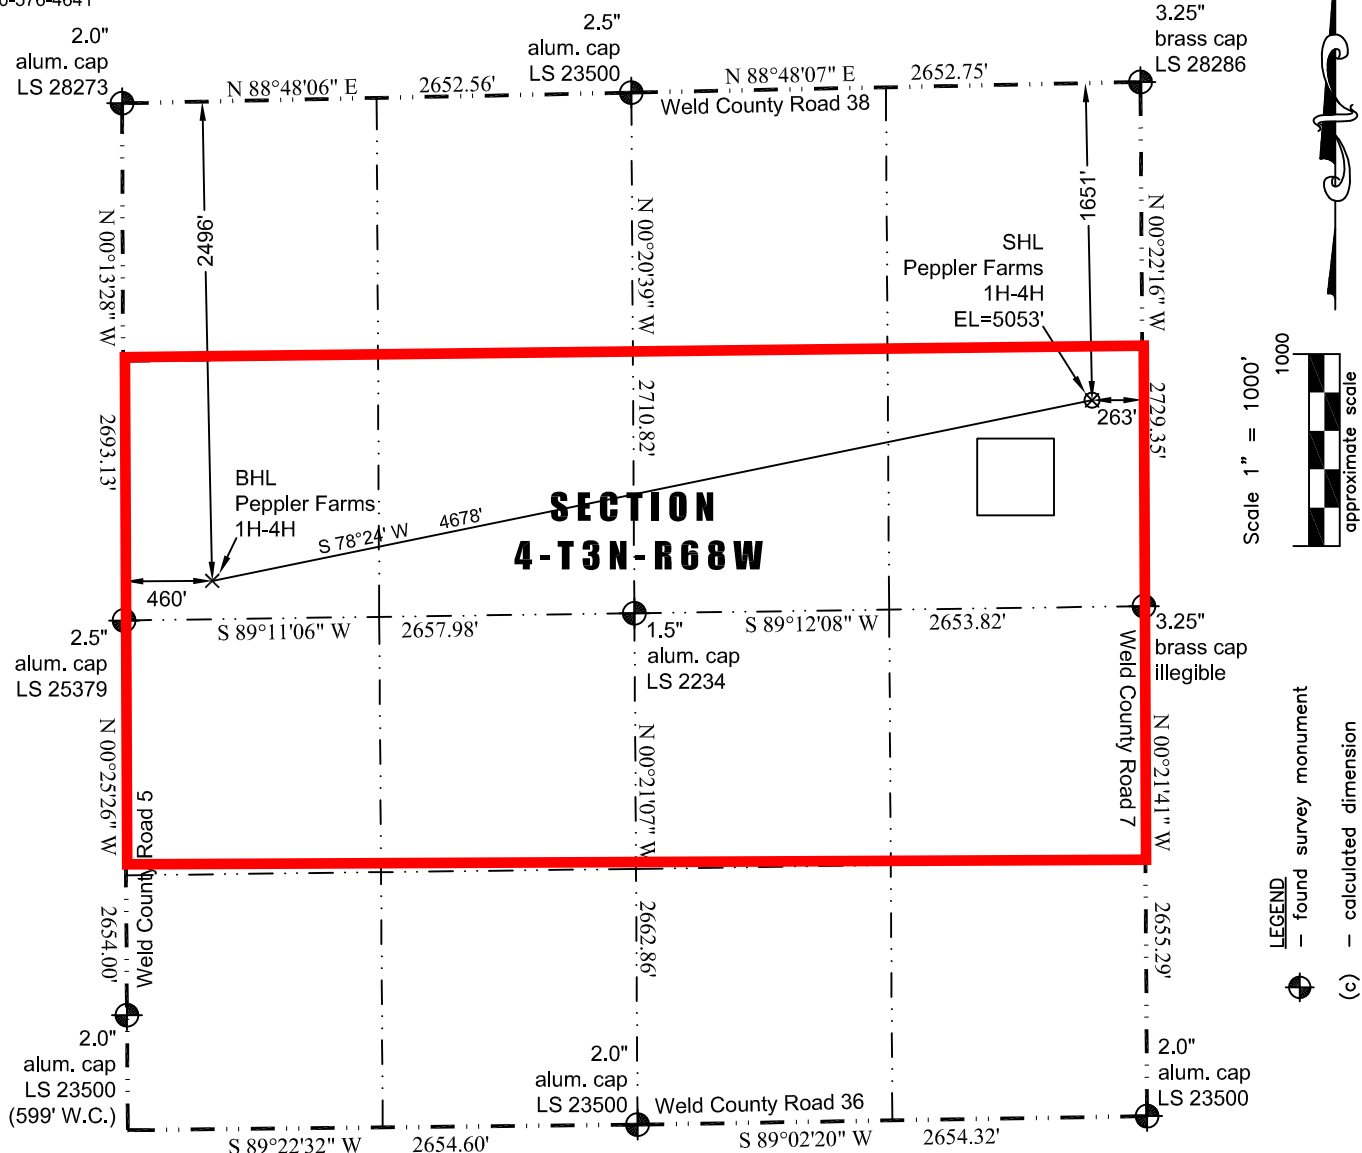 2.0"
alum. cap
LS 28273
2.5"
alum. cap
LS 23500
3.25"
brass cap
LS 28286
N 88°48'06" E
2652.56'
N 88°48'07" E
2652.75'
Weld County Road 38
2496'
1651'
N 00°13'28" W
N 00°20'39" W
N 00°22'16" W
SHL
Peppler Farms
1H-4H
EL=5053'
263'
2693.13'
2710.82'
2729.35'
BHL
Peppler Farms
1H-4H
S 78°24' W
4678'
SECTION
4-T3N-R68W
460'
S 89°11'06" W
2657.98'
S 89°12'08" W
2653.82'
2.5"
alum. cap
LS 25379
1.5"
alum. cap
LS 2234
3.25"
brass cap
illegible
N 00°25'26" W
Weld County Road 5
N 00°21'07" W
Weld County Road 7
N 00°21'41" W
2654.00'
2662.86'
2655.29'
2.0"
alum. cap
LS 23500
(599' W.C.)
2.0"
alum. cap
LS 23500
2.0"
alum. cap
LS 23500
Weld County Road 36
S 89°22'32" W
2654.60'
S 89°02'20" W
2654.32'
Scale 1" = 1000'
1000
approximate scale
LEGEND
– found survey monument
(c) – calculated dimension